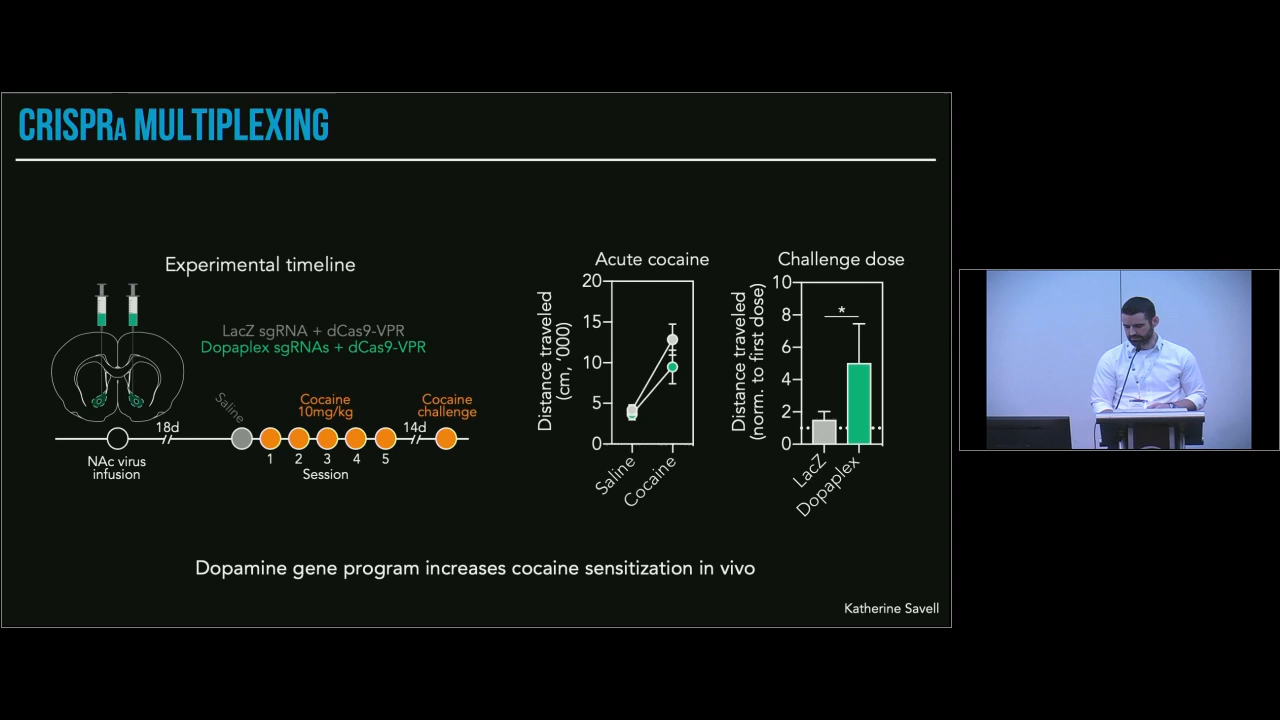 CRISPRA MULTIPLEXING
Experimental timeline
LacZ sgRNA + dCas9-VPR
Dopaplex sgRNAs + dCas9-VPR
Saline
Cocaine
10mg/kg
Cocaine
challenge
18d
14d
1 2 3 4 5
NAc virus
infusion
Session
Acute cocaine
Distance traveled
(cm, ‘000)
20
15
10
5
0
Saline
Cocaine
Challenge dose
Distance traveled
(norm. to first dose)
10
8
6
4
2
0
*
LacZ
Dopaplex
Dopamine gene program increases cocaine sensitization in vivo
Katherine Savell